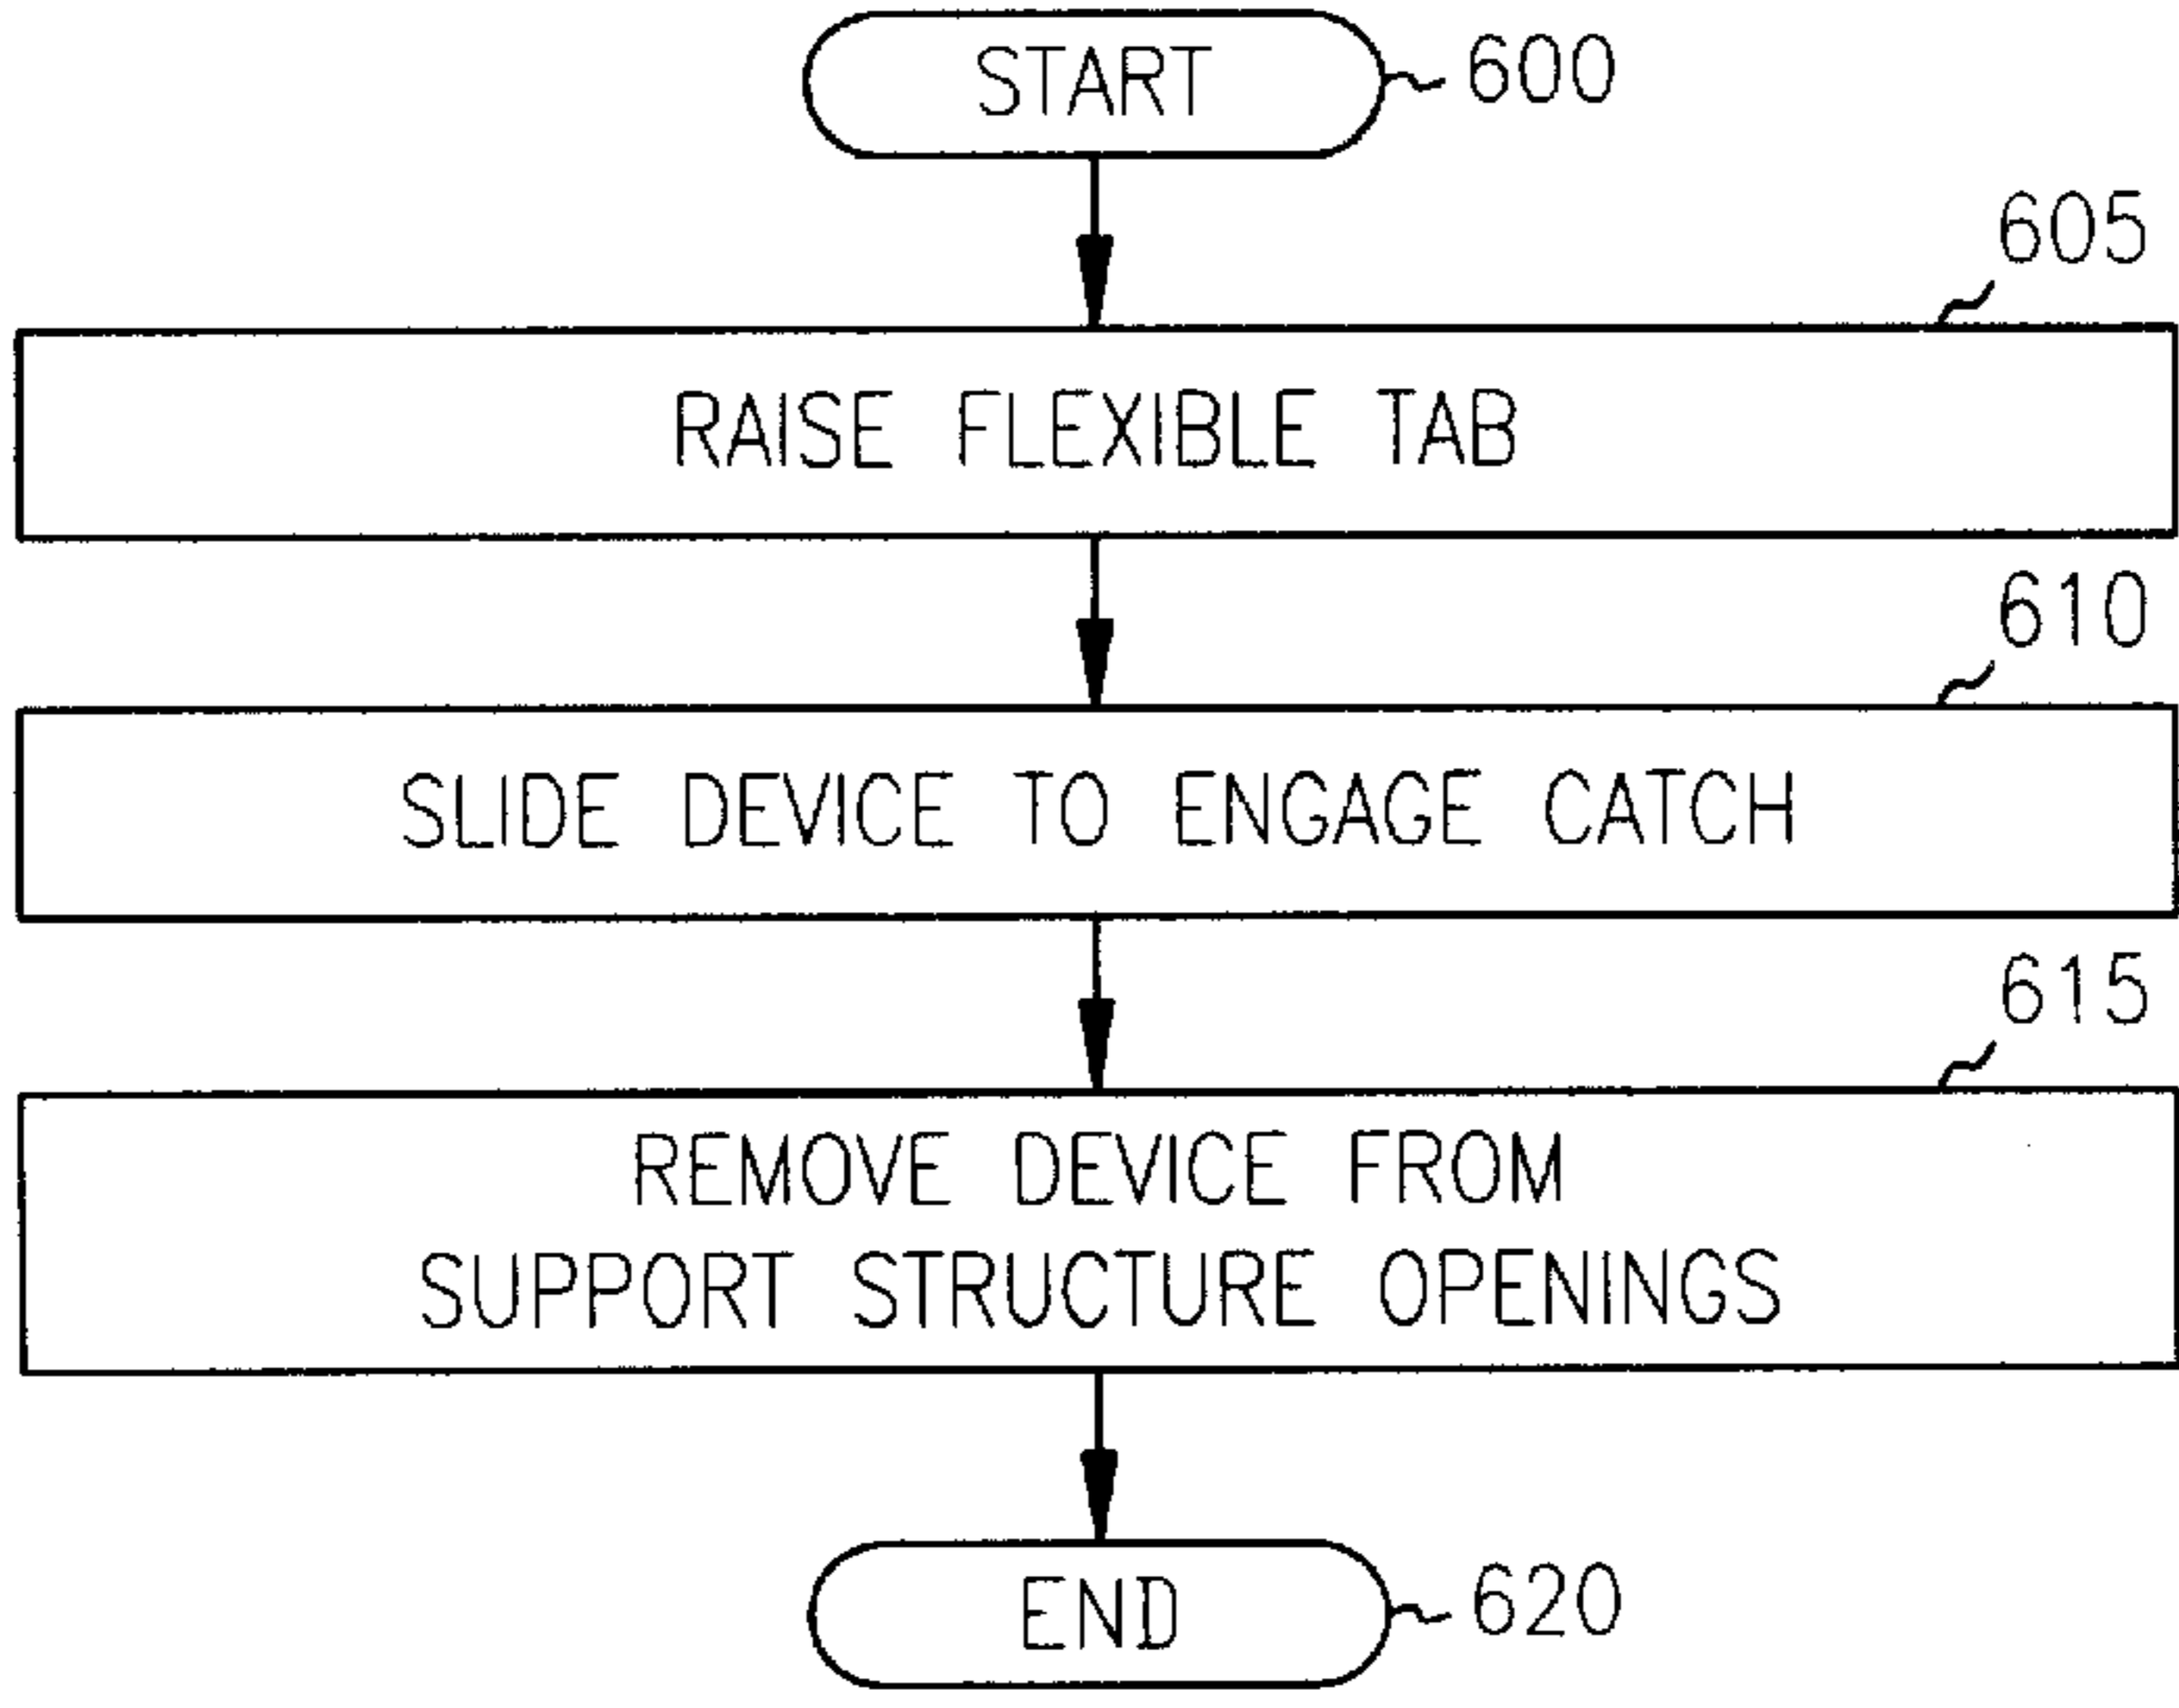 START
600
605
RAISE FLEXIBLE TAB
610
SLIDE DEVICE TO ENGAGE CATCH
615
REMOVE DEVICE FROM
SUPPORT STRUCTURE OPENINGS
END
620